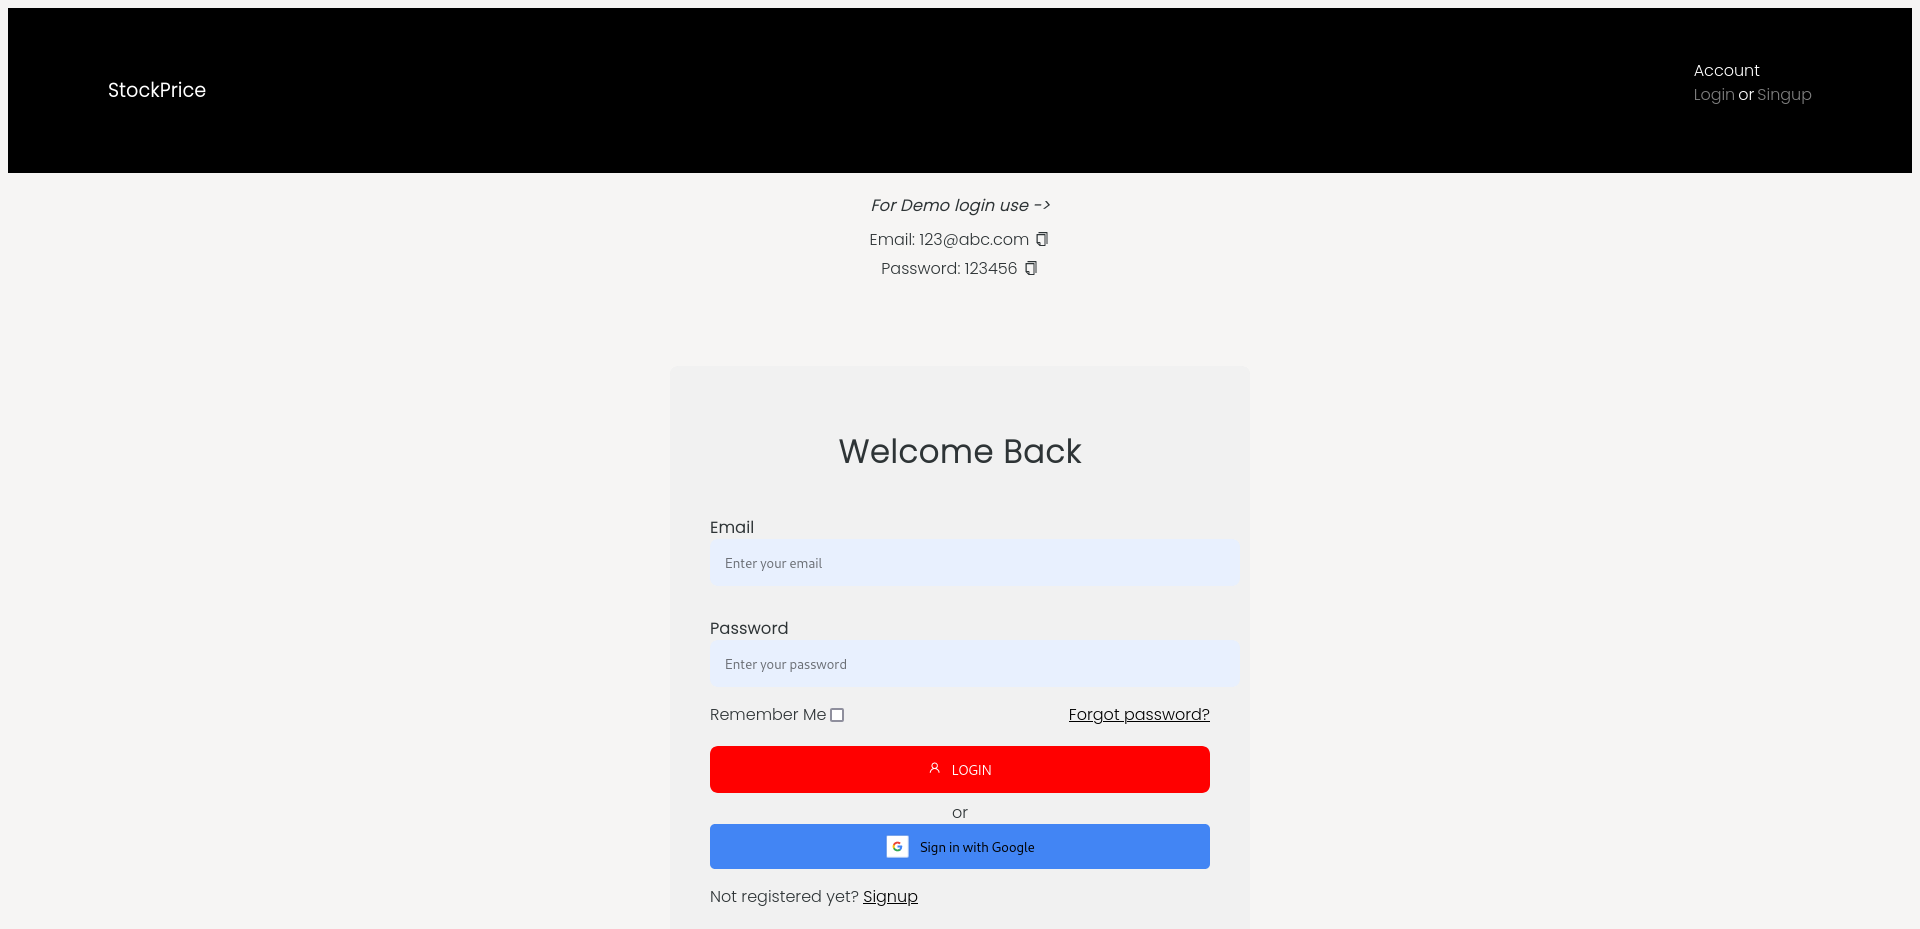 StockPrice
Account
Login or Singup
For Demo login use ->
Email: 123@abc.com
Password: 123456
Welcome Back
Email
Enter your email
Password
Enter your password
Remember Me
Forgot password?
LOGIN
or
Sign in with Google
Not registered yet? Signup